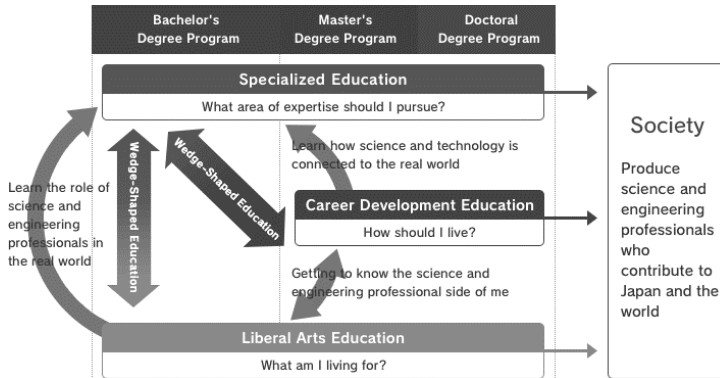 Bachelor's
Degree Program
Master's
Degree Program
Doctoral
Degree Program
Specialized Education
What area of expertise should I pursue?
Wedge-Shaped Education
Wedge-Shaped Education
Learn how science and technology is
connected to the real world
Learn the role of
science and
engineering
professionals in
the real world
Career Development Education
How should I live?
Getting to know the science and
engineering professional side of me
Liberal Arts Education
What am I living for?
Society
Produce
science and
engineering
professionals
who
contribute to
Japan and the
world